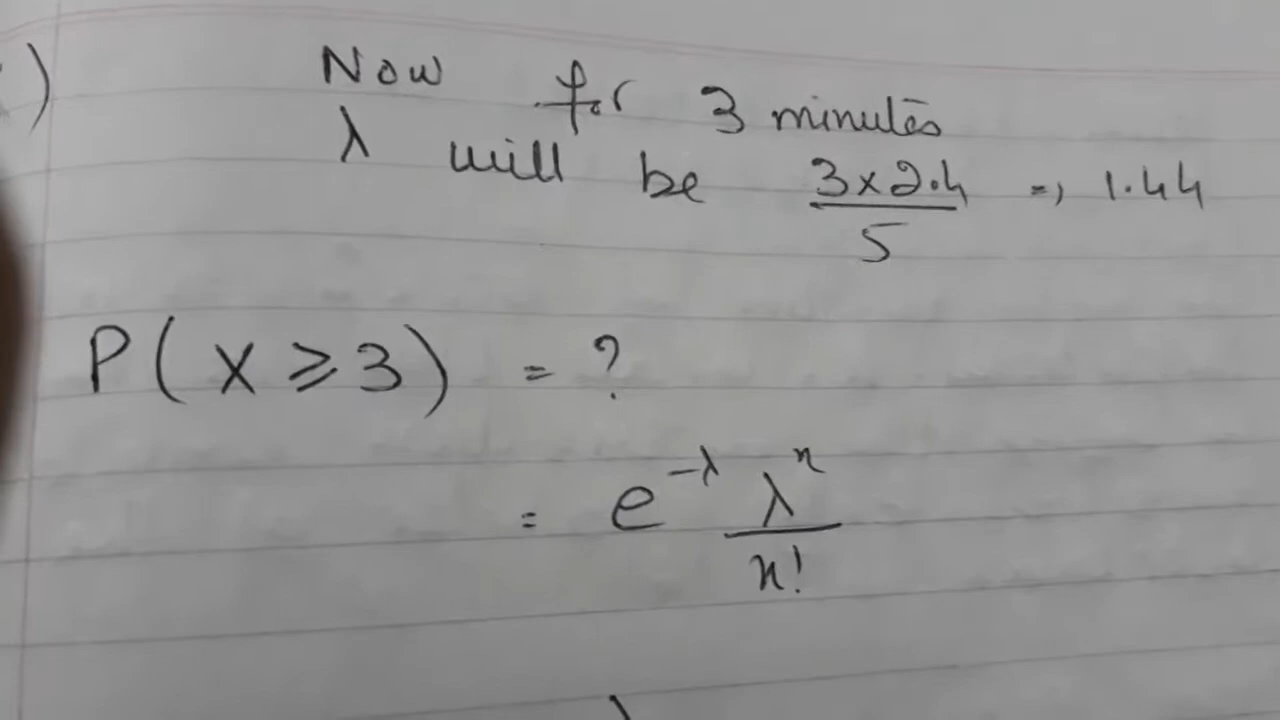 )
Now for 3 minutes
λ will be 3×2.4/5 =, 1.44
P(X ≥ 3) = ?
= e^{-λ} λ^x/x!